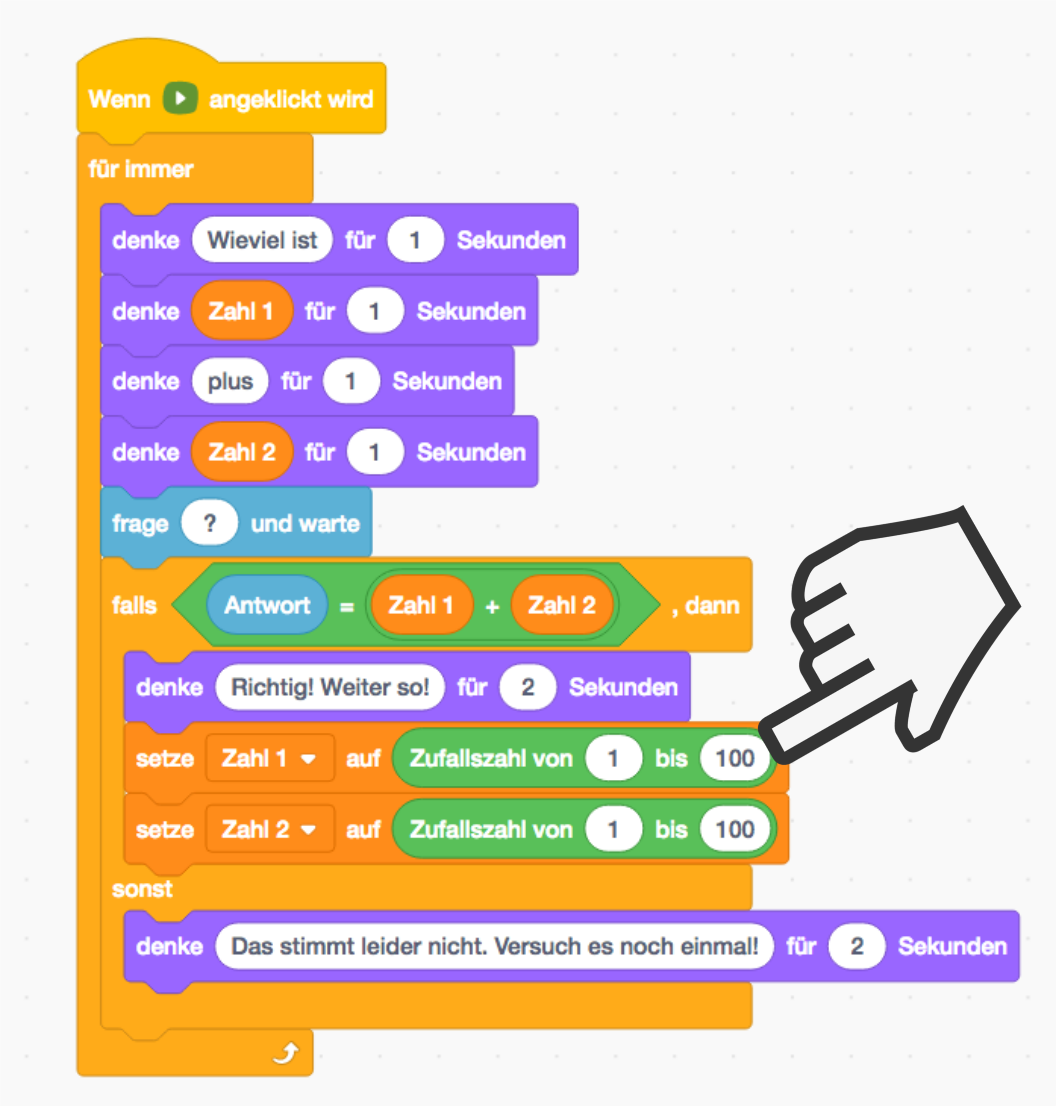 Wenn angeklickt wird
für immer
denke Wieviel ist für 1 Sekunden
denke Zahl 1 für 1 Sekunden
denke plus für 1 Sekunden
denke Zahl 2 für 1 Sekunden
frage ? und warte
falls Antwort = Zahl 1 + Zahl 2 , dann
denke Richtig! Weiter so! für 2 Sekunden
setze Zahl 1 auf Zufallszahl von 1 bis 100
setze Zahl 2 auf Zufallszahl von 1 bis 100
sonst
denke Das stimmt leider nicht. Versuch es noch einmal! für 2 Sekunden